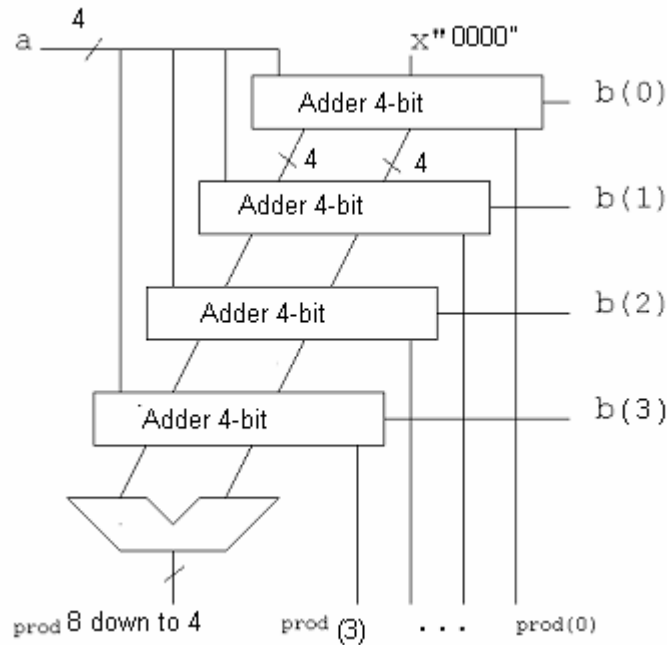 4
a
x"0000"
Adder 4-bit
b(0)
4
4
Adder 4-bit
b(1)
Adder 4-bit
b(2)
Adder 4-bit
b(3)
prod 8 down to 4
prod (3)
...
prod(0)